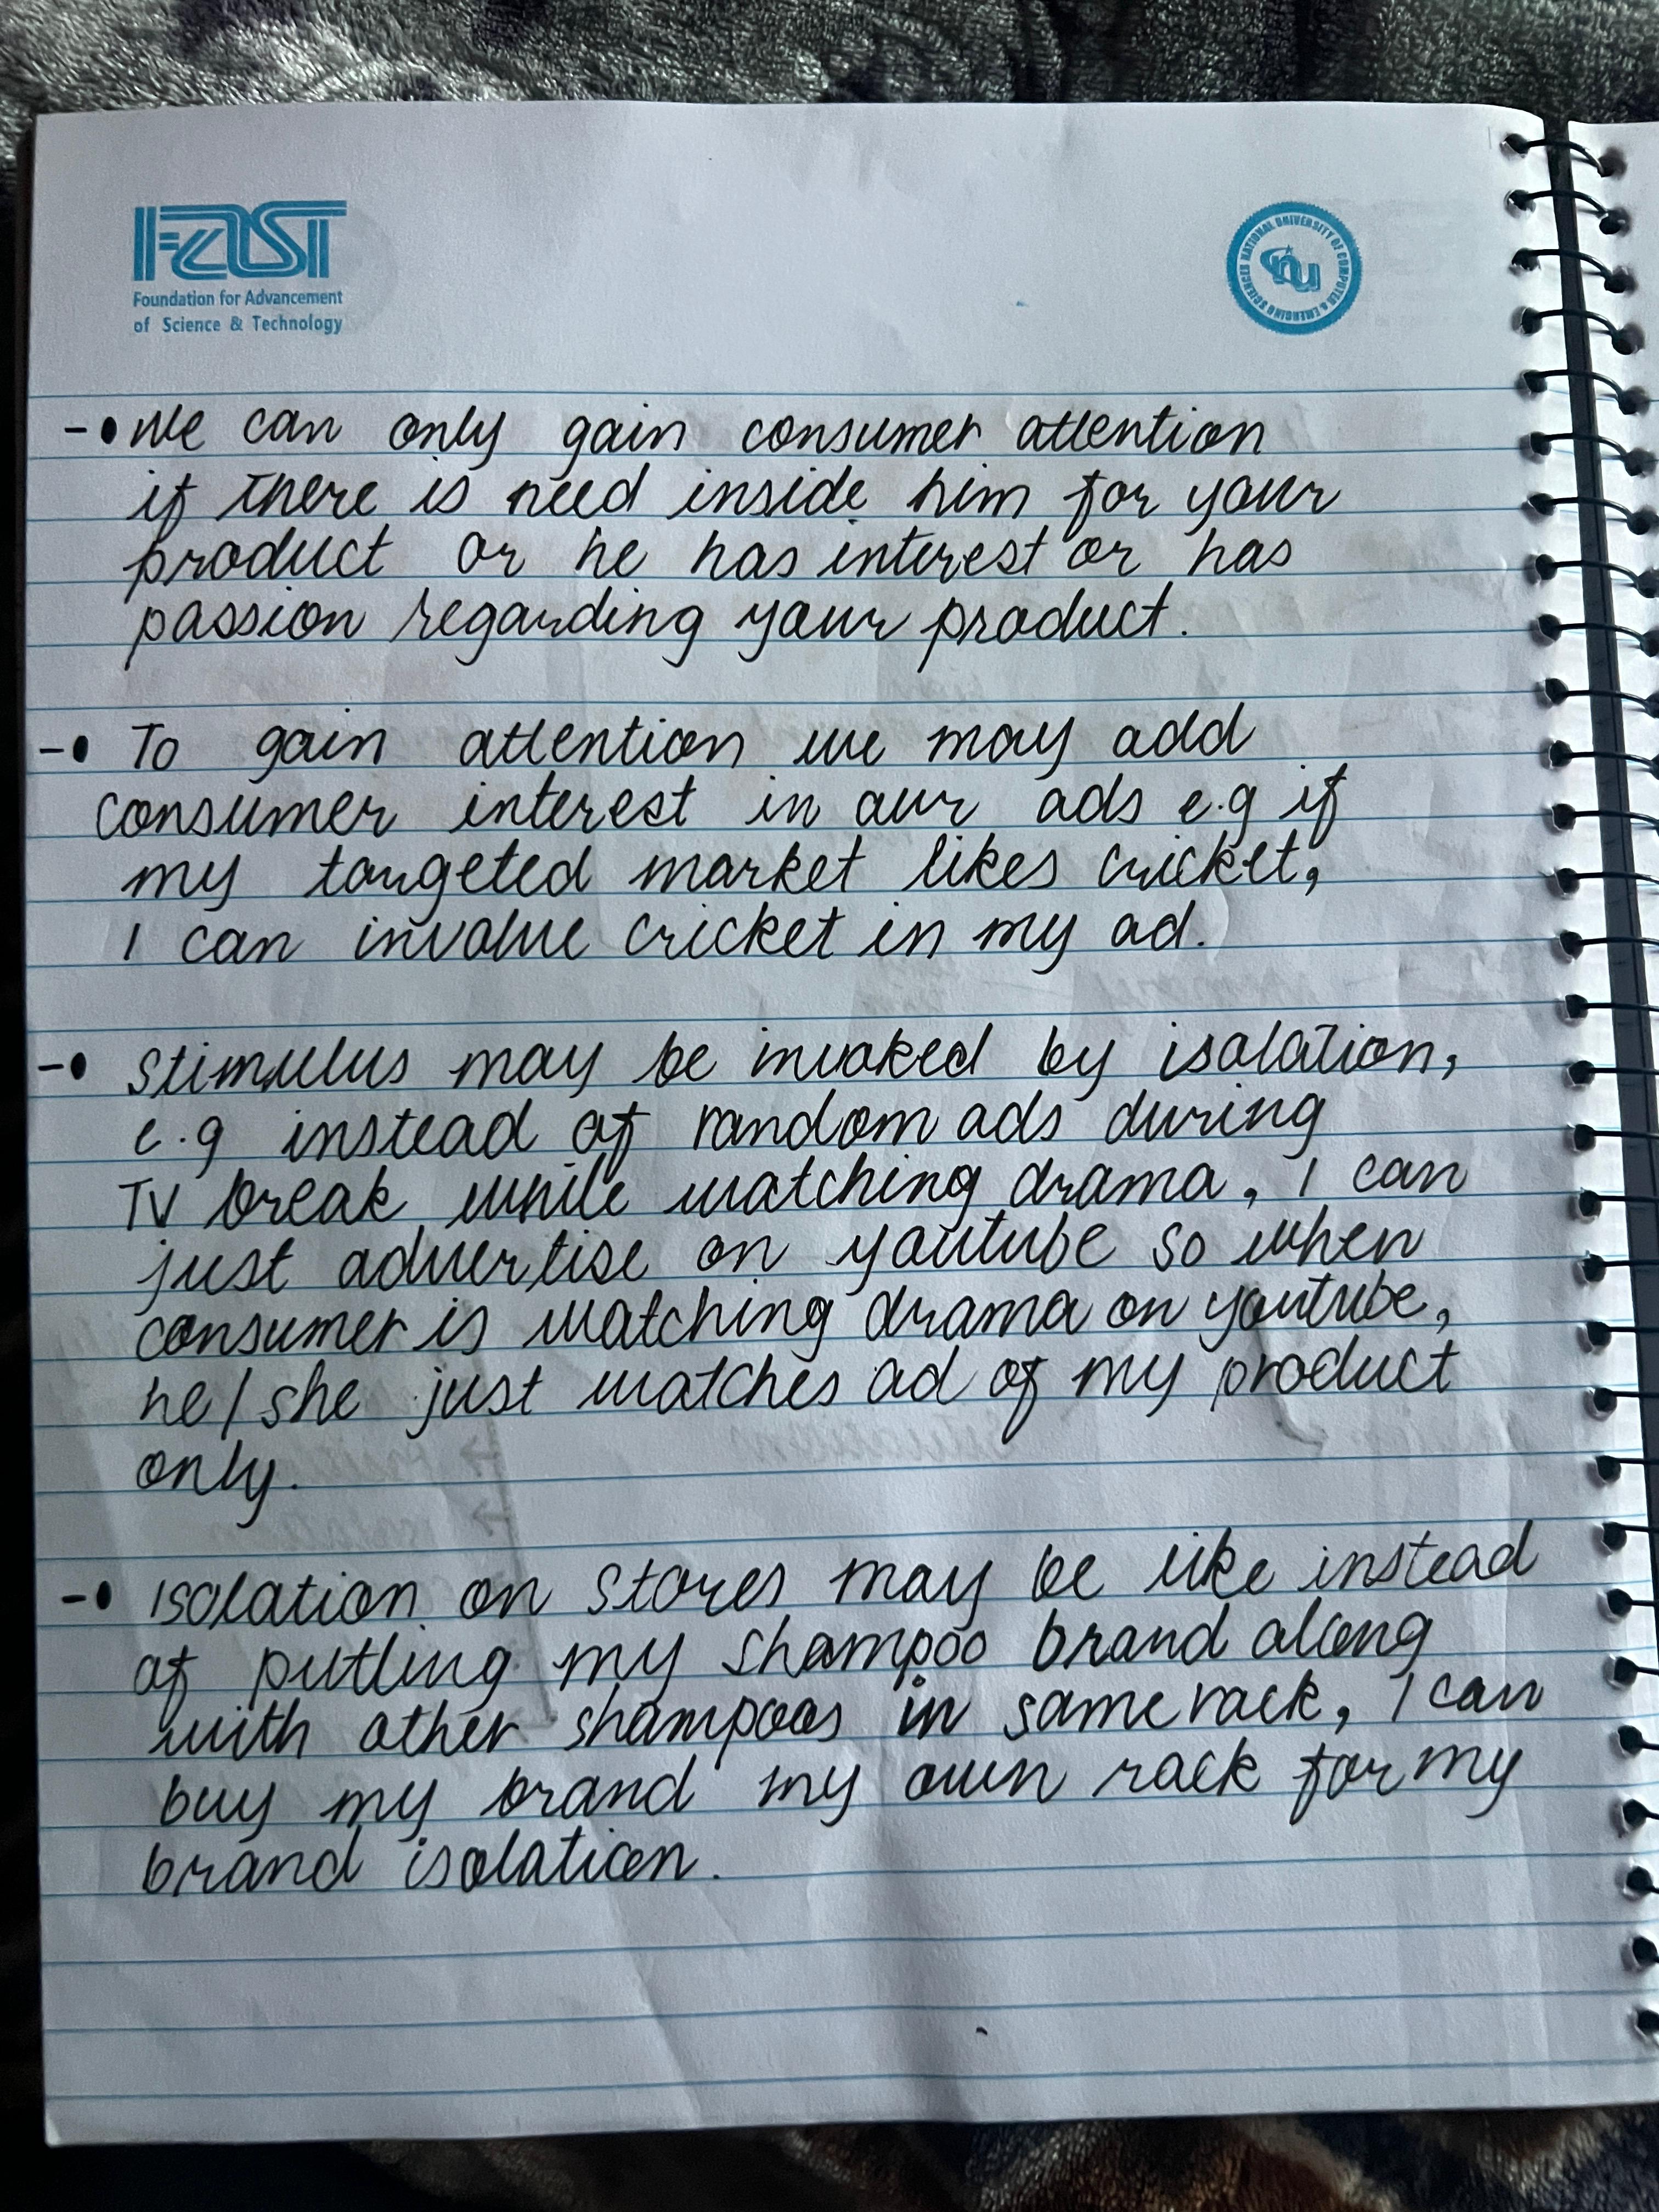 FAST
Foundation for Advancement
of Science & Technology
NATIONAL UNIVERSITY OF COMPUTER & EMERGING SCIENCES
nu
-• We can only gain consumer attention
if there is need inside him for your
product or he has interest or has
passion regarding your product.
-• To gain attention we may add
consumer interest in our ads e.g if
my targeted market likes cricket,
I can involve cricket in my ad.
-• Stimulus may be invoked by isolation,
e.g instead of random ads during
TV break while watching drama, I can
just advertise on youtube so when
consumer is watching drama on youtube,
he/she just watches ad of my product
only.
-• Isolation on stores may be like instead
of putting my shampoo brand along
with other shampoos in same rack, I can
buy my brand my own rack for my
brand isolation.